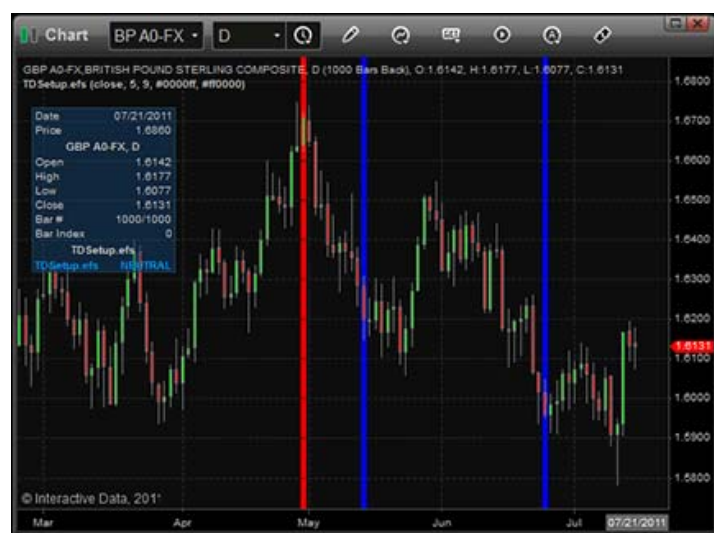 Chart GBP A0-FX D
GBP A0-FX,BRITISH POUND STERLING COMPOSITE, D (1000 Bars Back), O:1.6142, H:1.6177, L:1.6077, C:1.6131
TDSetup.efs (close, 5, 9, #0000ff, #ff0000)
Date 07/21/2011
Price 1.6860
GBP A0-FX, D
Open 1.6142
High 1.6177
Low 1.6077
Close 1.6131
Bar # 1000/1000
Bar Index 0
TDSetup.efs
TDSetup.efs NEUTRAL
1.6800
1.6700
1.6600
1.6500
1.6400
1.6300
1.6200
1.6131
1.6100
1.6000
1.5900
1.5800
© Interactive Data, 201
Mar Apr May Jun Jul 07/21/2011